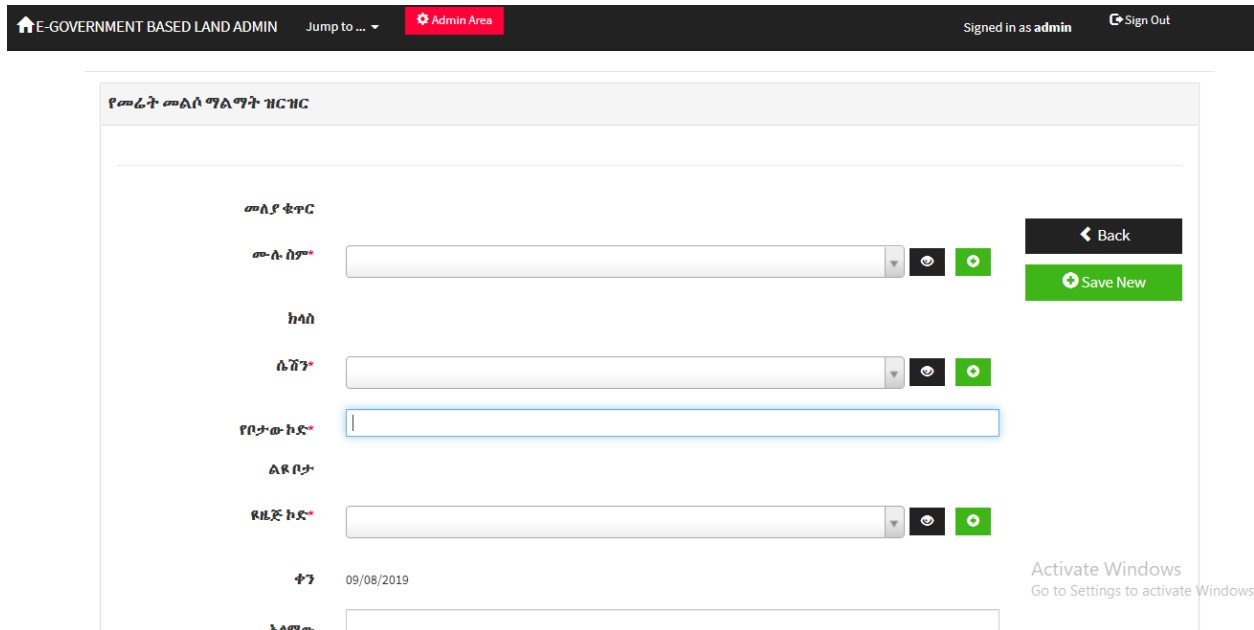 E-GOVERNMENT BASED LAND ADMIN Jump to ... Admin Area Signed in as admin Sign Out
የመሬት መልሶ ማልማት ዝርዝር
መለያ ቁጥር
Back
ሙሉ ስም*
Save New
ክላስ
ሴሽን*
የቦታው ኮድ*
ልዩ ቦታ
የዜጅ ኮድ*
ቀን 09/08/2019
Activate Windows
Go to Settings to activate Windows